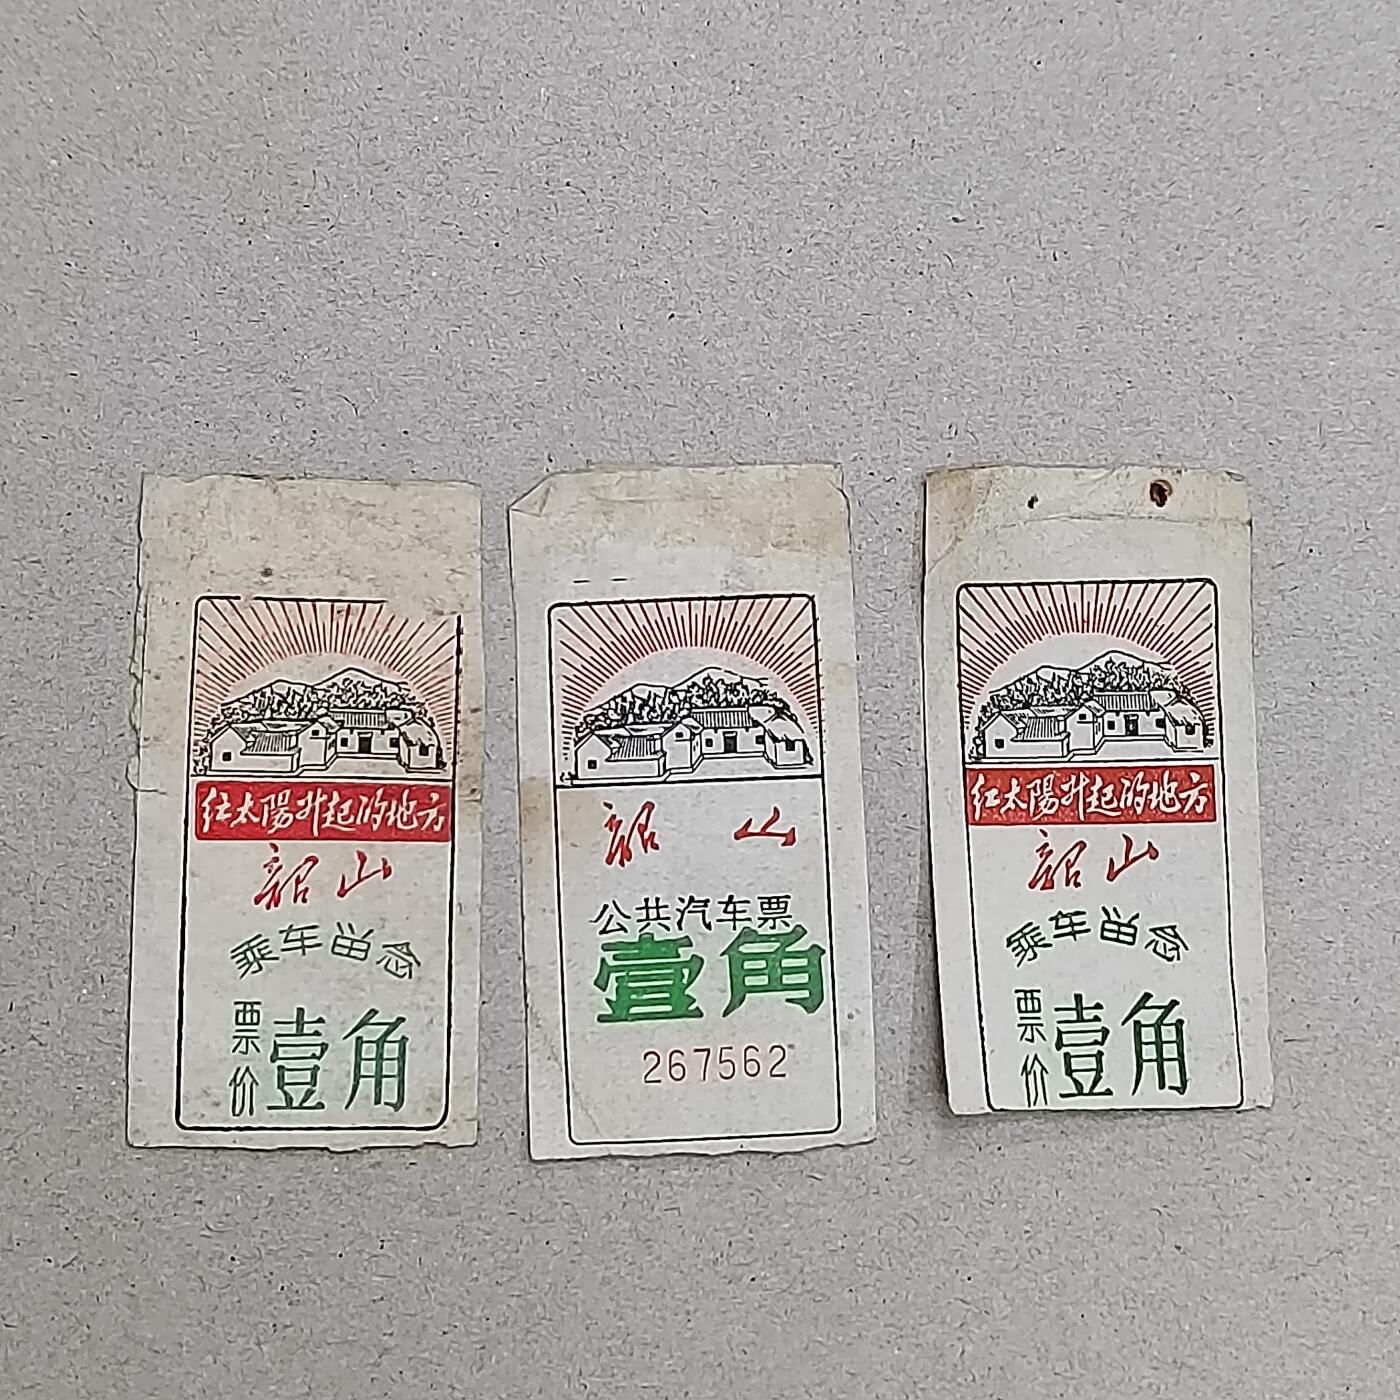 红太陽升起的地方
韶山
乘车留念
票价
壹角
韶山
公共汽车票
壹角
267562
红太陽升起的地方
韶山
乘车留念
票价
壹角